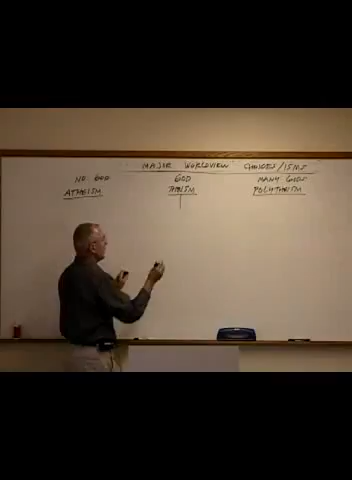 MAJOR WORLDVIEW CHOICES/ISMS
NO GOD GOD MANY GODS
ATHEISM THEISM POLYTHEISM